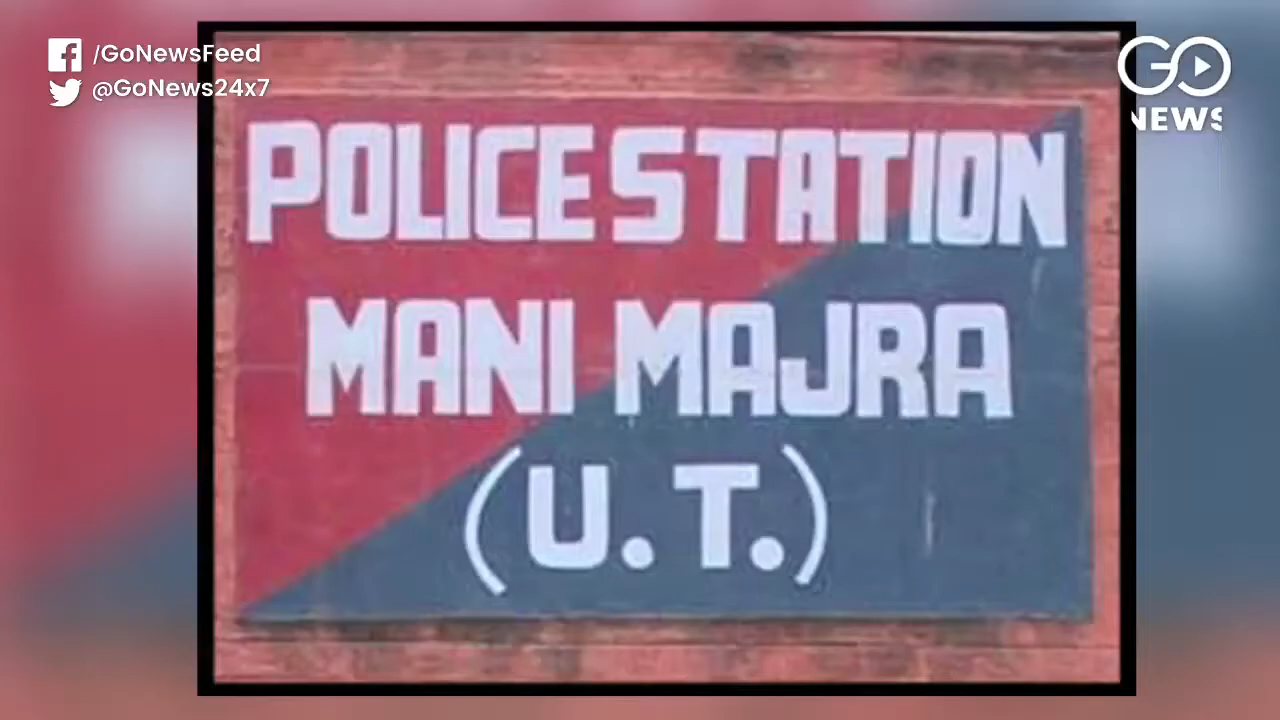 /GoNewsFeed
@GoNews24x7
GO
NEWS
POLICE STATION
MANI MAJRA
(U.T.)